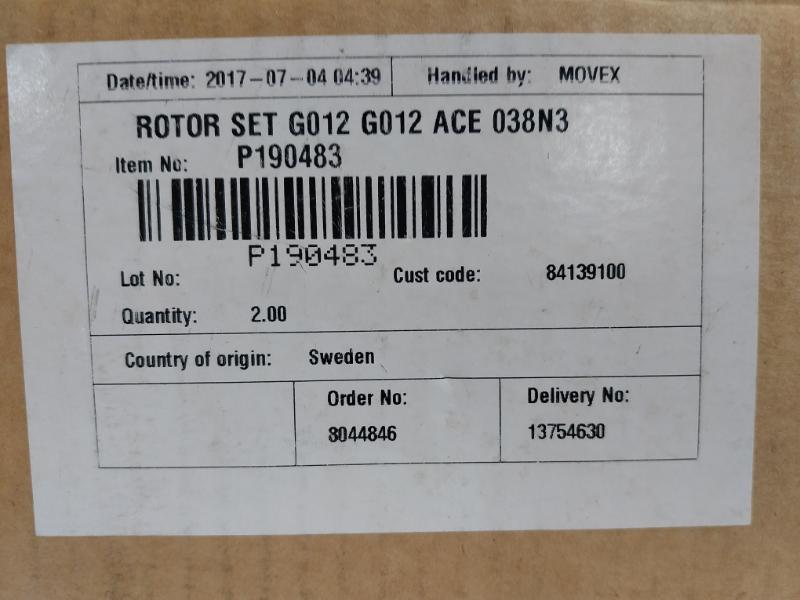 Date/time: 2017-07-04 04:39 Handled by: MOVEX
ROTOR SET G012 G012 ACE 038N3
Item No: P190483
P190483
Lot No:
Cust code: 84139100
Quantity: 2.00
Country of origin: Sweden
Order No: Delivery No:
8044846 13754630